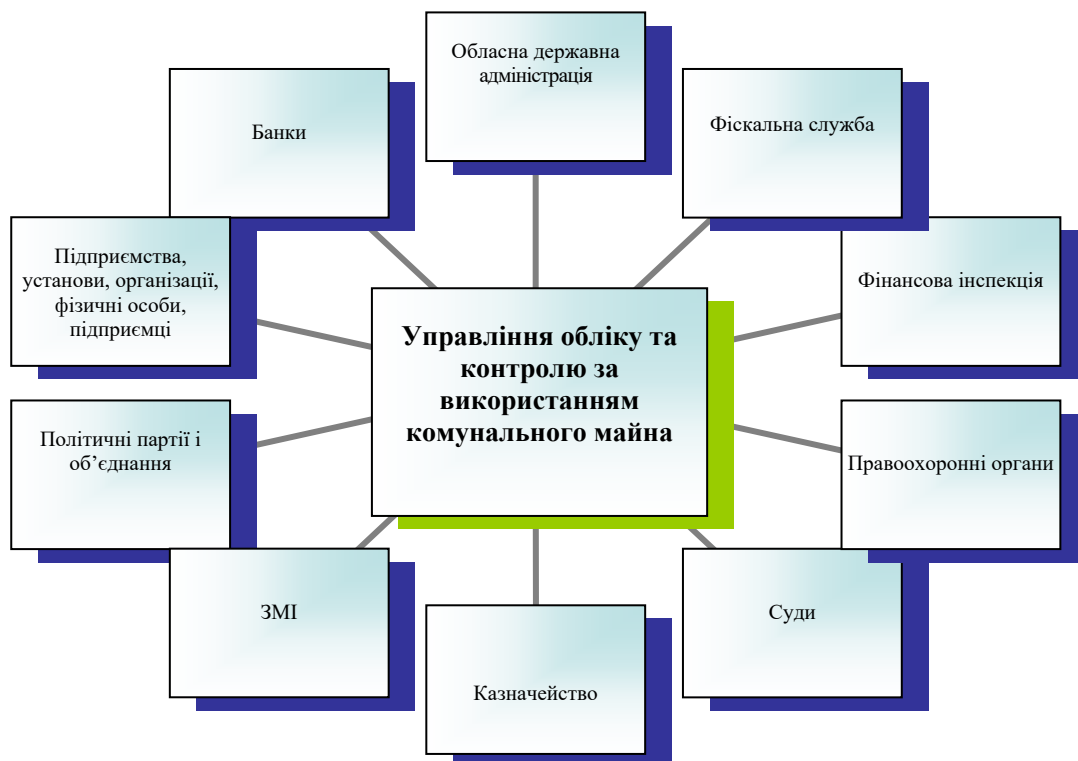 Обласна державна
адміністрація
Банки
Фіскальна служба
Підприємства,
установи, організації,
фізичні особи,
підприємці
Фінансова інспекція
Управління обліку та
контролю за
використанням
комунального майна
Політичні партії і
об’єднання
Правоохоронні органи
ЗМІ
Суди
Казначейство